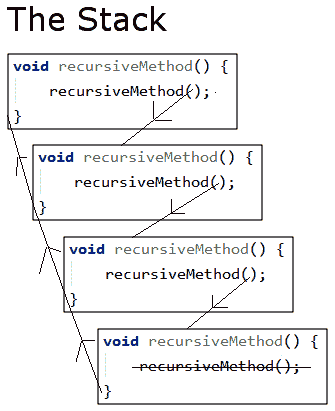 The Stack
void recursiveMethod() {
recursiveMethod();
}
void recursiveMethod() {
recursiveMethod();
}
void recursiveMethod() {
recursiveMethod();
}
void recursiveMethod() {
recursiveMethod();
}